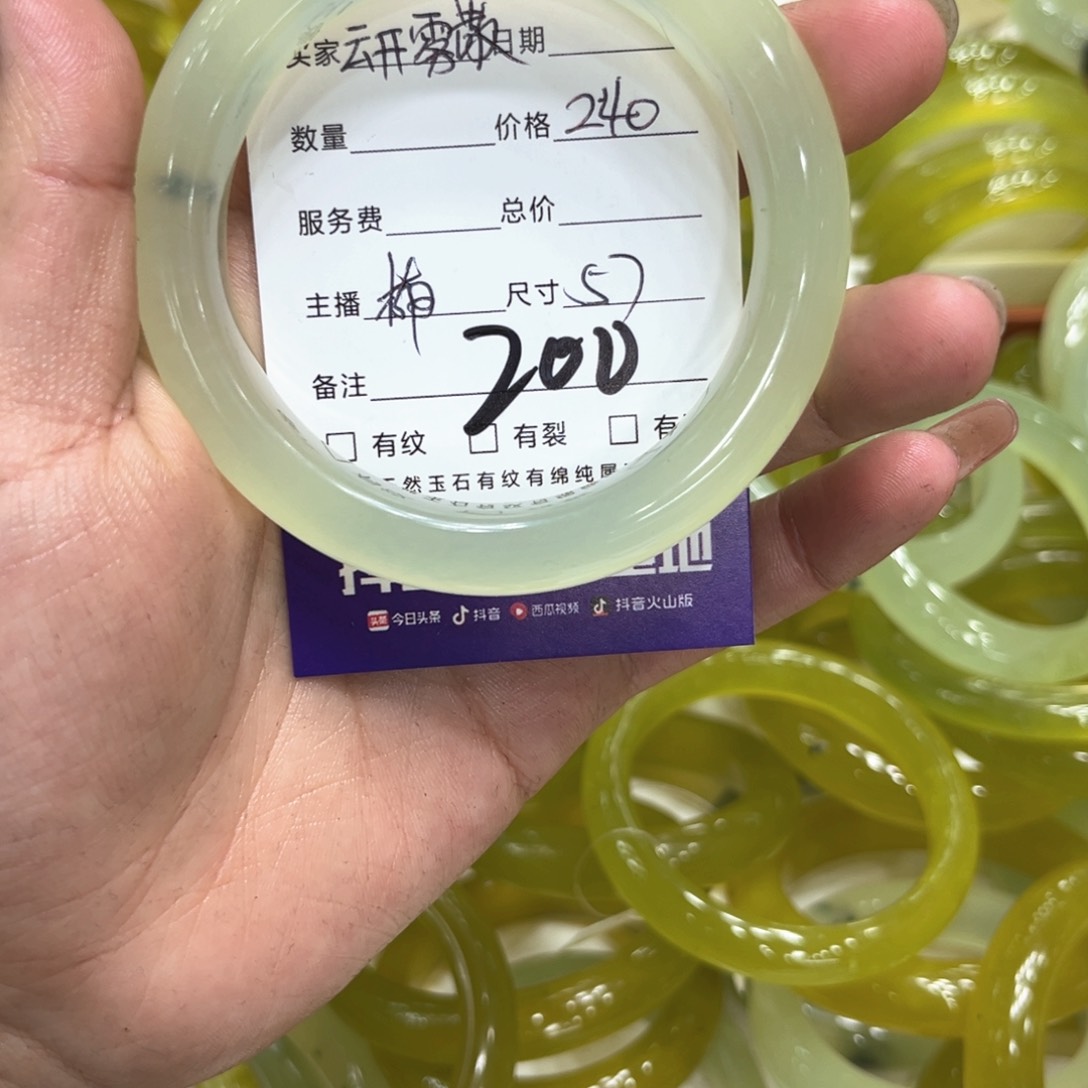 买家 云开雾散 日期
数量 价格 240
服务费 总价
主播 楠 尺寸 57
备注 200
□ 有纹 □ 有裂 □ 有
然玉石有纹有绵纯属
今日头条 抖音 西瓜视频 抖音火山版